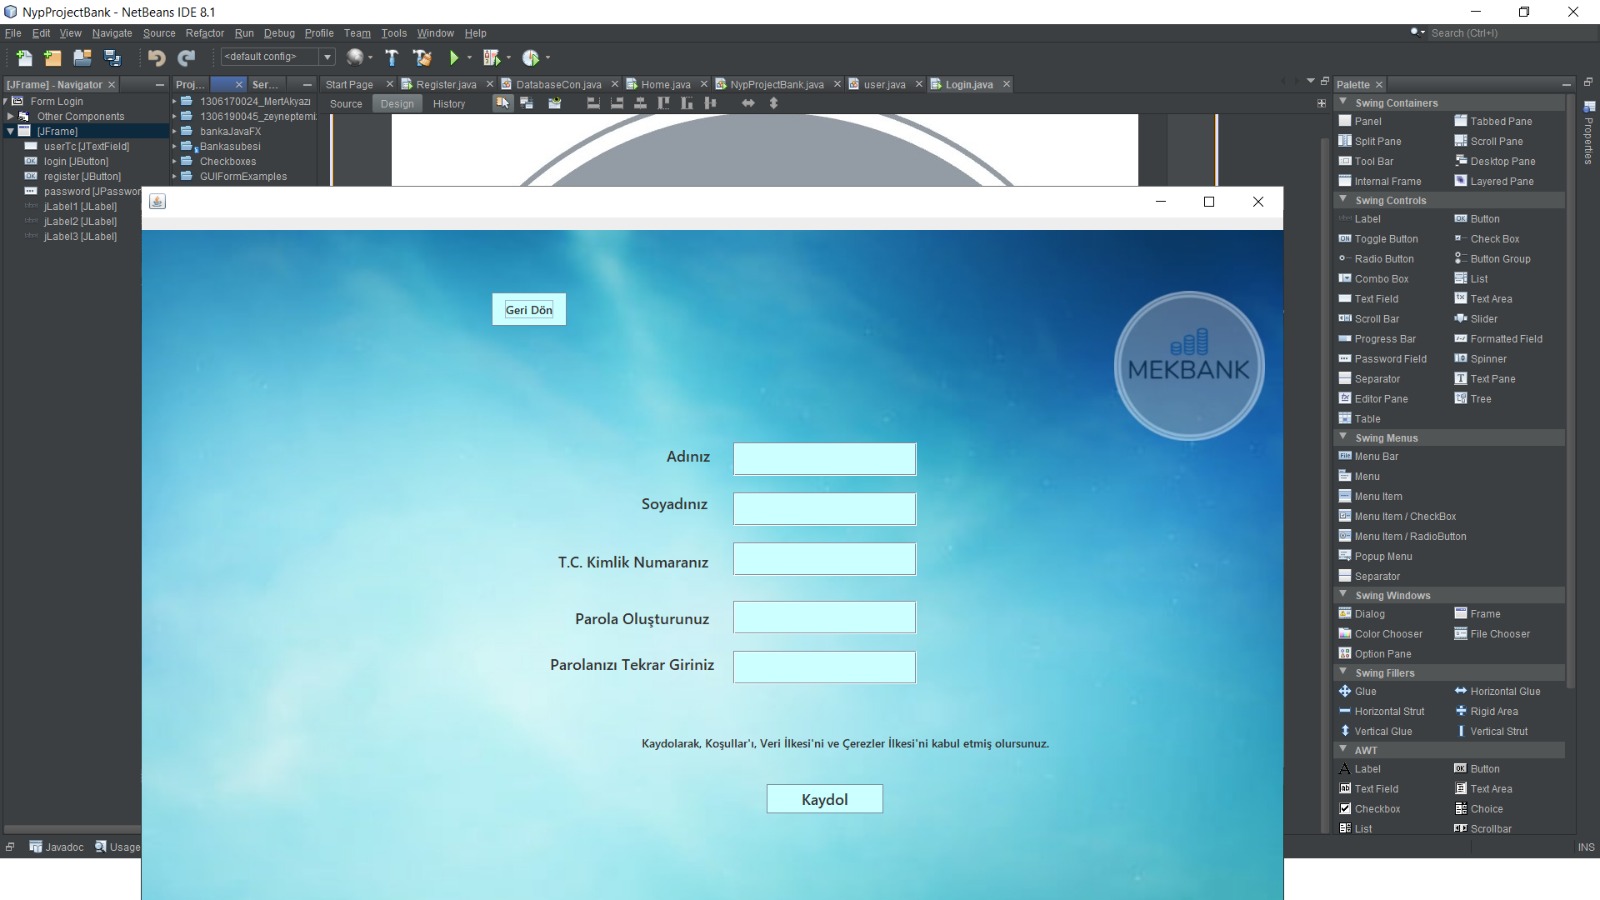 NypProjectBank - NetBeans IDE 8.1
File Edit View Navigate Source Refactor Run Debug Profile Team Tools Window Help
Search (Ctrl+I)
<default config>
[JFrame] - Navigator
Proj...
Ser...
Start Page
Register.java
DatabaseCon.java
Home.java
NypProjectBank.java
user.java
Login.java
Source Design History
Form Login
Other Components
[JFrame]
userTc [JTextField]
login [JButton]
register [JButton]
password [JPasswor
jLabel1 [JLabel]
jLabel2 [JLabel]
jLabel3 [JLabel]
1306170024_MertAkyazı
1306190045_zeyneptemi
bankaJavaFX
Bankasubesi
Checkboxes
GUIFormExamples
Geri Dön
MEKBANK
Adınız
Soyadınız
T.C. Kimlik Numaranız
Parola Oluşturunuz
Parolanızı Tekrar Giriniz
Kaydolarak, Koşullar'ı, Veri İlkesi'ni ve Çerezler İlkesi'ni kabul etmiş olursunuz.
Kaydol
Palette
Swing Containers
Panel Tabbed Pane
Split Pane Scroll Pane
Tool Bar Desktop Pane
Internal Frame Layered Pane
Swing Controls
Label Button
Toggle Button Check Box
Radio Button Button Group
Combo Box List
Text Field Text Area
Scroll Bar Slider
Progress Bar Formatted Field
Password Field Spinner
Separator Text Pane
Editor Pane Tree
Table
Swing Menus
Menu Bar
Menu
Menu Item
Menu Item / CheckBox
Menu Item / RadioButton
Popup Menu
Separator
Swing Windows
Dialog Frame
Color Chooser File Chooser
Option Pane
Swing Fillers
Glue Horizontal Glue
Horizontal Strut Rigid Area
Vertical Glue Vertical Strut
AWT
Label Button
Text Field Text Area
Checkbox Choice
List Scrollbar
Properties
Javadoc
Usage
INS